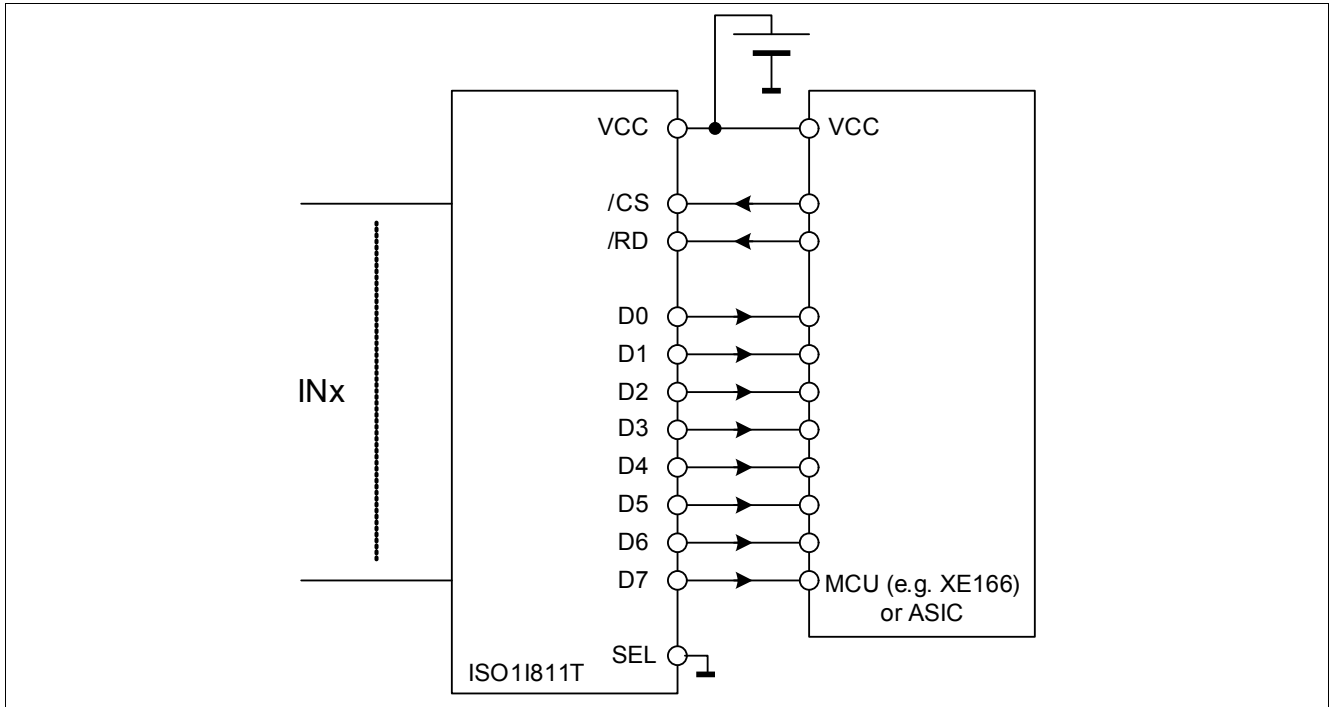 VCC
VCC
/CS
/RD
D0
D1
D2
D3
INx
D4
D5
D6
D7
MCU (e.g. XE166)
or ASIC
SEL
ISO1I811T